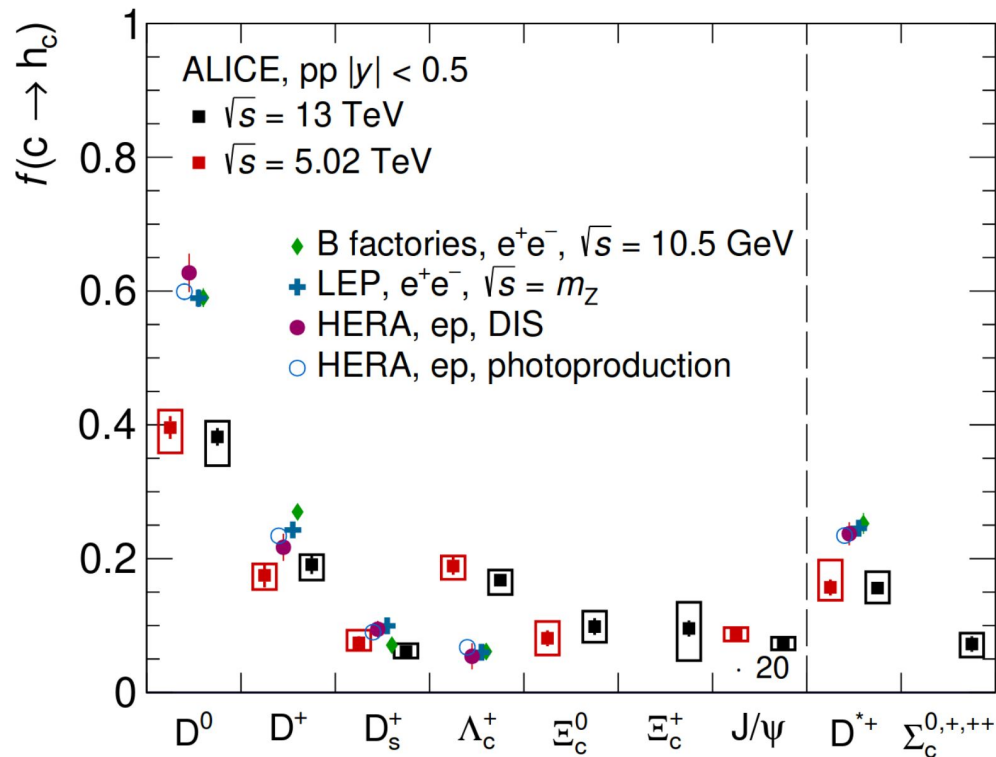 f(c → h_c)
1
0.8
0.6
0.4
0.2
0
ALICE, pp |y| < 0.5
√s = 13 TeV
√s = 5.02 TeV
B factories, e⁺e⁻, √s = 10.5 GeV
LEP, e⁺e⁻, √s = m_Z
HERA, ep, DIS
HERA, ep, photoproduction
· 20
D⁰ D⁺ D_s⁺ Λ_c⁺ Ξ_c⁰ Ξ_c⁺ J/ψ D*⁺ Σ_c⁰,⁺,⁺⁺